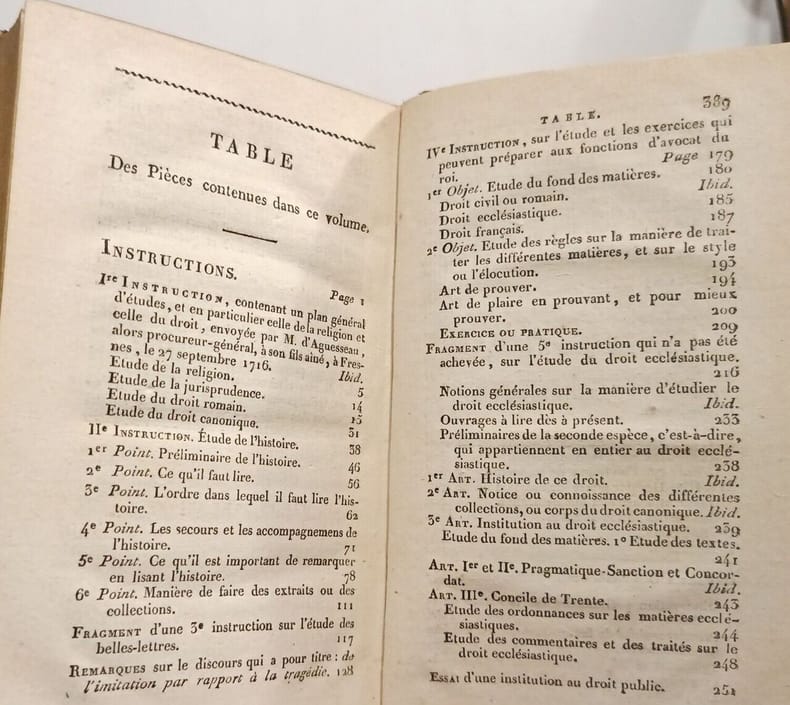 TABLE
Des Pièces contenues dans ce volume.
INSTRUCTIONS.
Page 1
Ire INSTRUCTION, contenant un plan général
d'études, et en particulier celle de la religion et
celle du droit, envoyée par M. d'Aguesseau,
alors procureur-général, à son fils aîné, à Fres-
nes, le 27 septembre 1716. Ibid.
Etude de la religion. 5
Etude de la jurisprudence. 14
Etude du droit romain. 15
Etude du droit canonique. 31
IIe INSTRUCTION. Étude de l'histoire. 38
1er Point. Préliminaire de l'histoire. 46
2e Point. Ce qu'il faut lire. 56
3e Point. L'ordre dans lequel il faut lire l'his-
toire. 62
4e Point. Les secours et les accompagnemens de
l'histoire. 71
5e Point. Ce qu'il est important de remarquer
en lisant l'histoire. 78
6e Point. Manière de faire des extraits ou des
collections. 111
FRAGMENT d'une 3e instruction sur l'étude des
belles-lettres. 117
REMARQUES sur le discours qui a pour titre : de
l'imitation par rapport à la tragédie. 128
TABLE. 389
IVe INSTRUCTION, sur l'étude et les exercices qui
peuvent préparer aux fonctions d'avocat du
roi. Page 179
1er Objet. Etude du fond des matières. 180
Droit civil ou romain. Ibid.
Droit ecclésiastique. 185
Droit français. 187
2e Objet. Etude des règles sur la manière de trai-
ter les différentes matières, et sur le style
ou l'élocution. 193
Art de prouver. 194
Art de plaire en prouvant, et pour mieux
prouver. 200
EXERCICE OU PRATIQUE. 209
FRAGMENT d'une 5e instruction qui n'a pas été
achevée, sur l'étude du droit ecclésiastique.
216
Notions générales sur la manière d'étudier le
droit ecclésiastique. Ibid.
Ouvrages à lire dès à présent. 233
Préliminaires de la seconde espèce, c'est-à-dire,
qui appartiennent en entier au droit ecclé-
siastique. 238
1er ART. Histoire de ce droit. Ibid.
2e ART. Notice ou connoissance des différentes
collections, ou corps du droit canonique. Ibid.
3e ART. Institution au droit ecclésiastique. 239
Etude du fond des matières. 1o Etude des textes.
241
ART. Ier et IIe. Pragmatique-Sanction et Concor-
dat. Ibid.
ART. IIIe. Concile de Trente. 243
Etude des ordonnances sur les matières ecclé-
siastiques. 244
Etude des commentaires et des traités sur le
droit ecclésiastique. 248
ESSAI d'une institution au droit public. 251